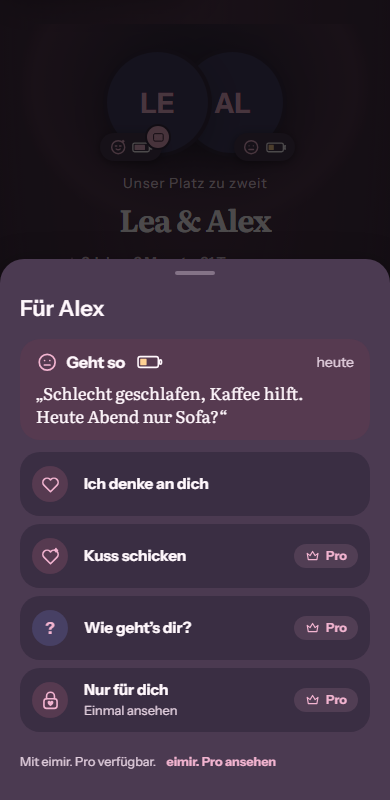 LE
AL
Unser Platz zu zweit
Lea & Alex
Für Alex
Geht so
heute
„Schlecht geschlafen, Kaffee hilft.
Heute Abend nur Sofa?“
Ich denke an dich
Kuss schicken
Pro
?
Wie geht’s dir?
Pro
Nur für dich
Einmal ansehen
Pro
Mit eimir. Pro verfügbar. eimir. Pro ansehen